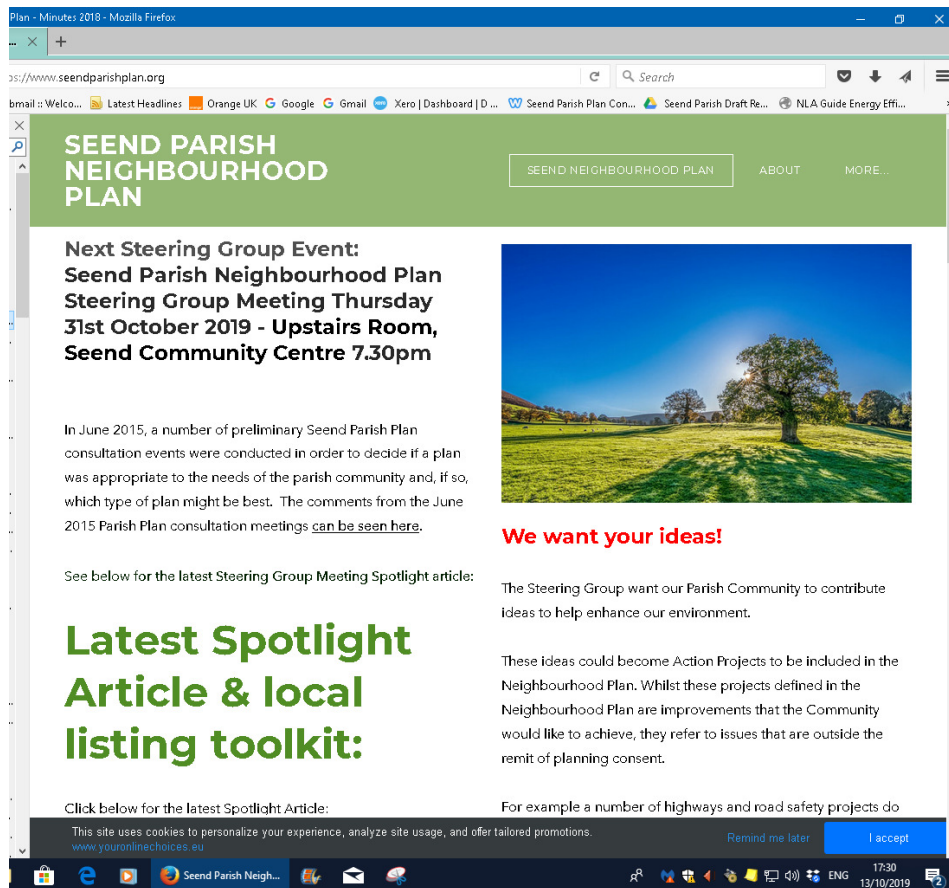 Plan - Minutes 2018 - Mozilla Firefox
www.seendparishplan.org
Search
Latest Headlines
Orange UK
Google
Gmail
Xero | Dashboard | D ...
Seend Parish Plan Con...
Seend Parish Draft Re...
NLA Guide Energy Effi...
SEEND PARISH
NEIGHBOURHOOD
PLAN
SEEND NEIGHBOURHOOD PLAN
ABOUT
MORE...
Next Steering Group Event:
Seend Parish Neighbourhood Plan
Steering Group Meeting Thursday
31st October 2019 - Upstairs Room,
Seend Community Centre 7.30pm
In June 2015, a number of preliminary Seend Parish Plan
consultation events were conducted in order to decide if a plan
was appropriate to the needs of the parish community and, if so,
which type of plan might be best. The comments from the June
2015 Parish Plan consultation meetings can be seen here.
See below for the latest Steering Group Meeting Spotlight article:
Latest Spotlight
Article & local
listing toolkit:
Click below for the latest Spotlight Article:
We want your ideas!
The Steering Group want our Parish Community to contribute
ideas to help enhance our environment.
These ideas could become Action Projects to be included in the
Neighbourhood Plan. Whilst these projects defined in the
Neighbourhood Plan are improvements that the Community
would like to achieve, they refer to issues that are outside the
remit of planning consent.
For example a number of highways and road safety projects do
This site uses cookies to personalize your experience, analyze site usage, and offer tailored promotions.
www.youronlinechoices.eu
Remind me later
I accept
Seend Parish Neigh...
ENG
17:30
13/10/2019